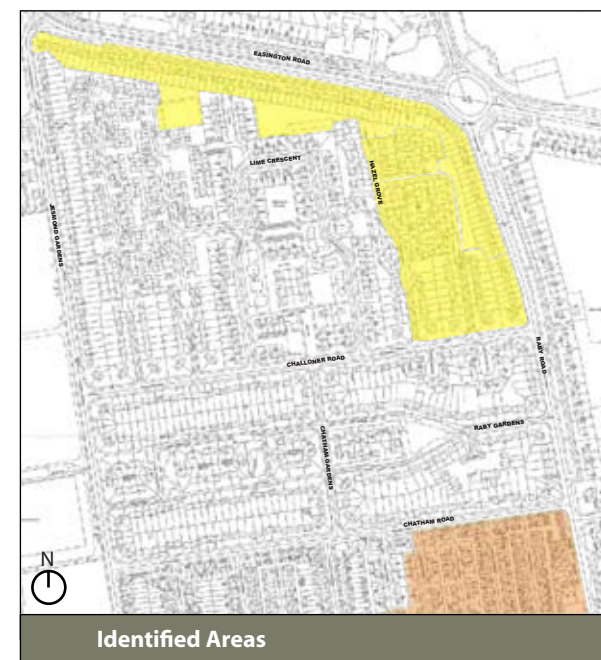 EASINGTON ROAD
LIME CRESCENT
HAZEL GROVE
JESMOND GARDENS
CHALLONER ROAD
RABY ROAD
RABY GARDENS
CHATHAM GARDENS
CHATHAM ROAD
N
Identified Areas